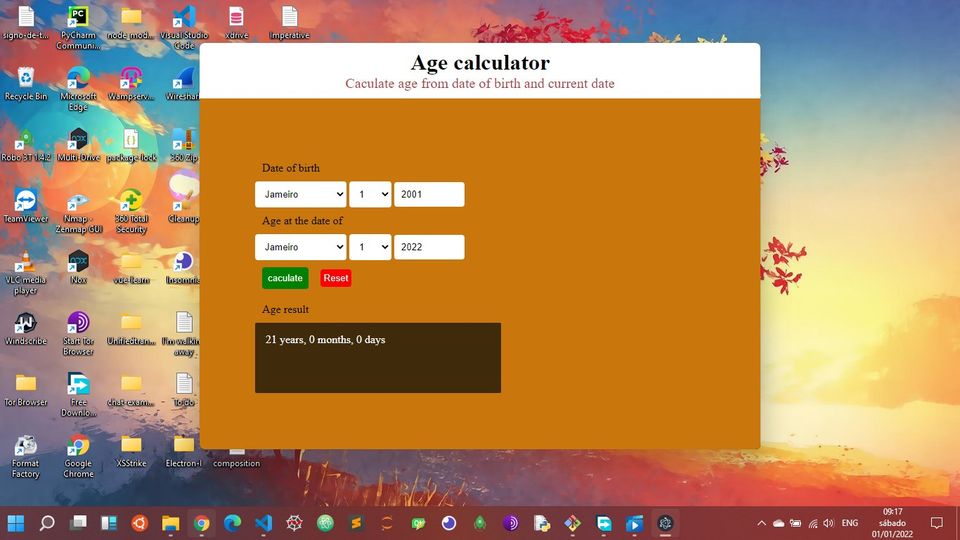 signo-de-t...
PyCharm Communi...
node_mod...
Visual Studio Code
xdrive
Imperative
Recycle Bin
Microsoft Edge
Wampserv...
Wireshark
Robo 3T 1.4.2
Multi-Drive
package-lock
360 Zip
TeamViewer
Nmap - Zenmap GUI
360 Total Security
Cleanup
VLC media player
Nox
vue-learn
Insomnia
Windscribe
Start Tor Browser
Unifiedtran...
I'm walkin away
Tor Browser
Free Downlo...
chat-exam...
To do
Format Factory
Google Chrome
XSStrike
Electron-l
composition
Age calculator
Caculate age from date of birth and current date
Date of birth
Jameiro 1 2001
Age at the date of
Jameiro 1 2022
caculate Reset
Age result
21 years, 0 months, 0 days
ENG
09:17
sábado
01/01/2022